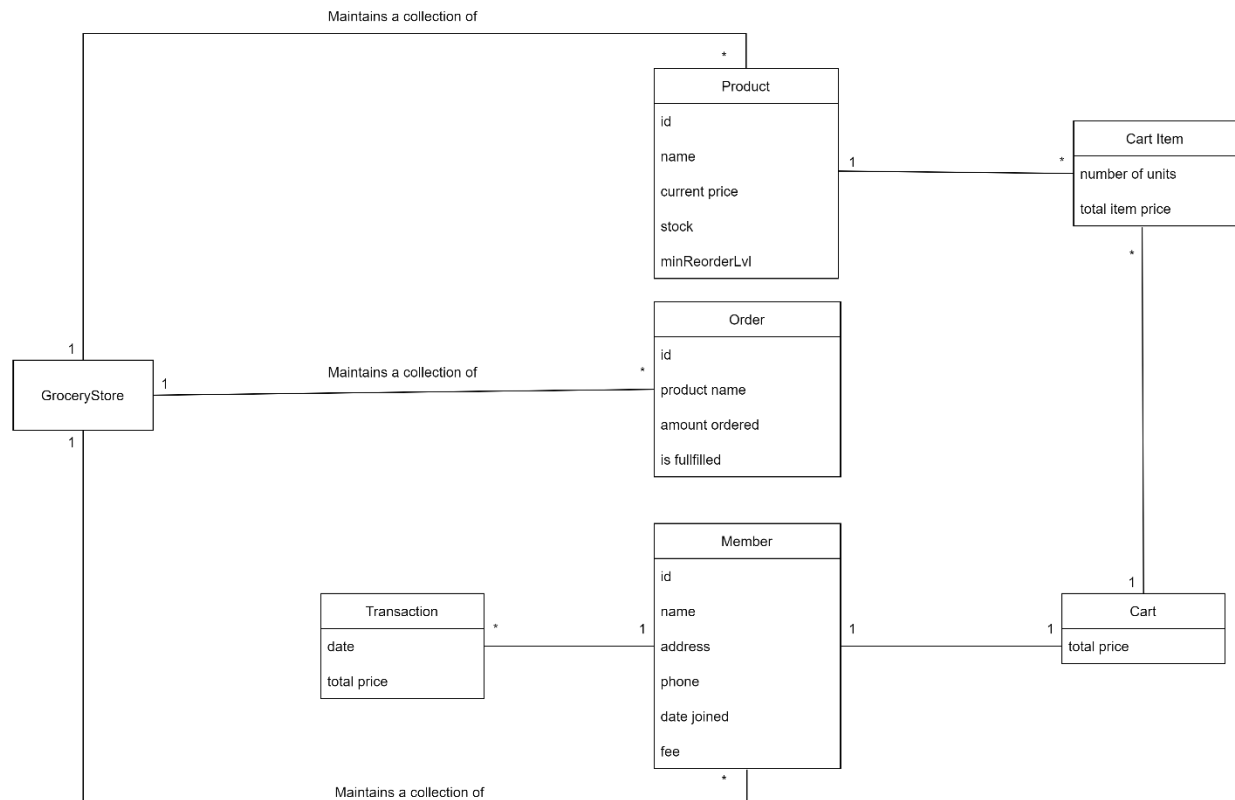 Maintains a collection of
*
Product
id
name
current price
stock
minReorderLvl
1
*
Cart Item
number of units
total item price
*
1
GroceryStore
1
Maintains a collection of
*
Order
id
product name
amount ordered
is fullfilled
1
Member
id
name
address
phone
date joined
fee
Transaction
date
total price
*
1
1
1
1
Cart
total price
*
Maintains a collection of